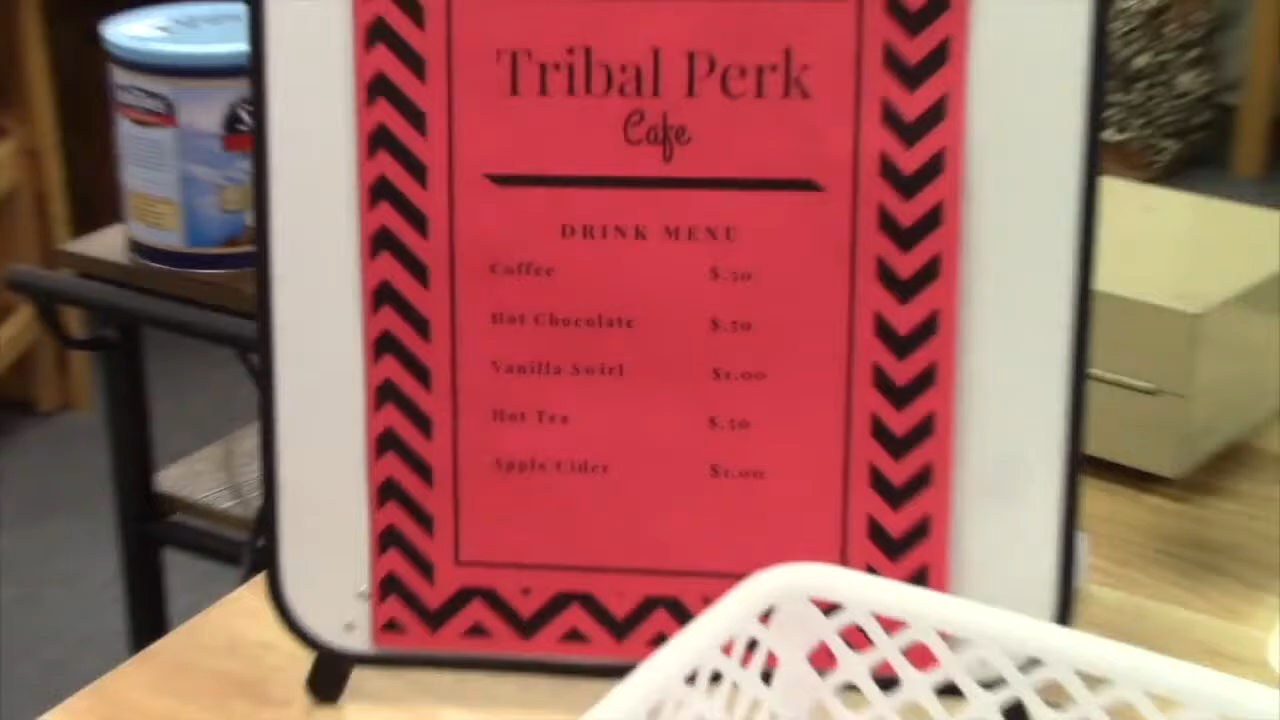 Tribal Perk
Cafe
DRINK MENU
Coffee $.50
Hot Chocolate $.50
Vanilla Swirl $1.00
Hot Tea $.50
Apple Cider $1.00